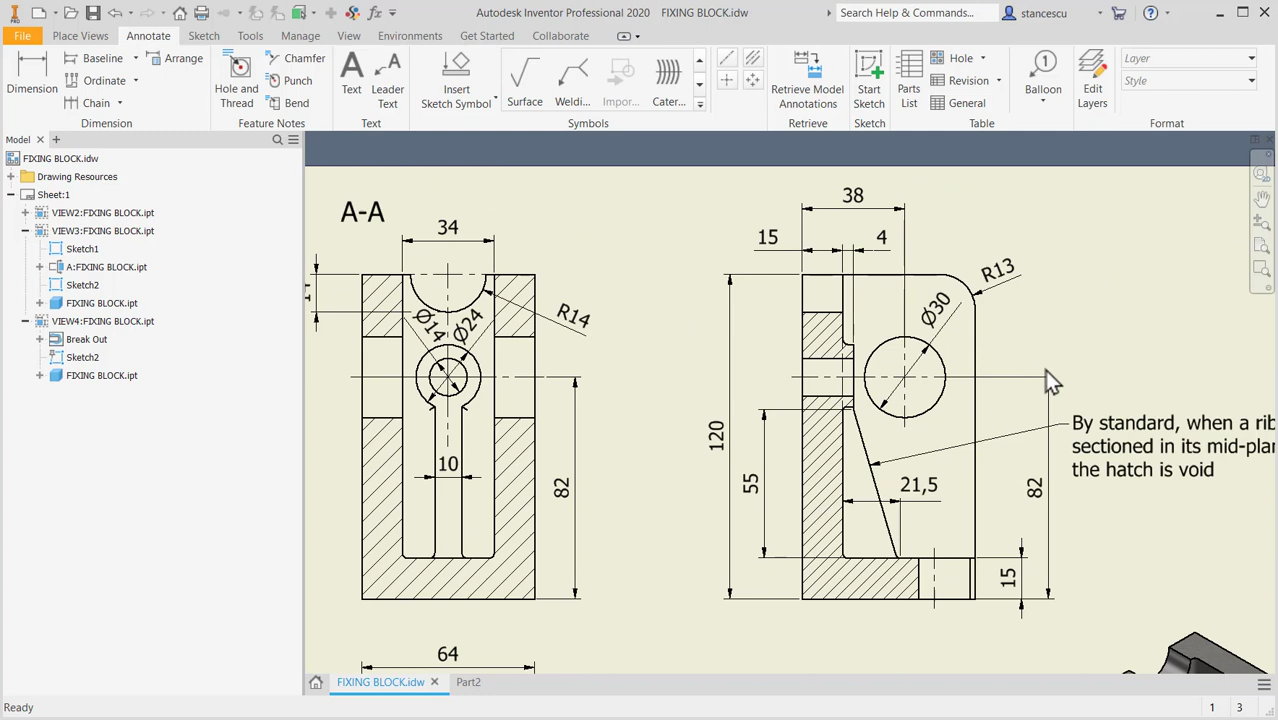 PRO
Autodesk Inventor Professional 2020 FIXING BLOCK.idw
Search Help & Commands...
stancescu
File
Place Views
Annotate
Sketch
Tools
Manage
View
Environments
Get Started
Collaborate
Dimension
Baseline
Ordinate
Chain
Arrange
Dimension
Hole and
Thread
Chamfer
Punch
Bend
Feature Notes
Text
Leader
Text
Text
Insert
Sketch Symbol
Surface
Weldi...
Impor...
Cater...
Symbols
Retrieve Model
Annotations
Retrieve
Start
Sketch
Sketch
Parts
List
Hole
Revision
General
Table
Balloon
Edit
Layers
Layer
Style
Format
Model
FIXING BLOCK.idw
Drawing Resources
Sheet:1
VIEW2:FIXING BLOCK.ipt
VIEW3:FIXING BLOCK.ipt
Sketch1
A:FIXING BLOCK.ipt
Sketch2
FIXING BLOCK.ipt
VIEW4:FIXING BLOCK.ipt
Break Out
Sketch2
FIXING BLOCK.ipt
A-A
34
R14
Ø14
Ø24
10
82
64
38
15
4
R13
Ø30
120
55
21,5
82
15
By standard, when a rib
sectioned in its mid-plan
the hatch is void
FIXING BLOCK.idw
Part2
Ready
1
3